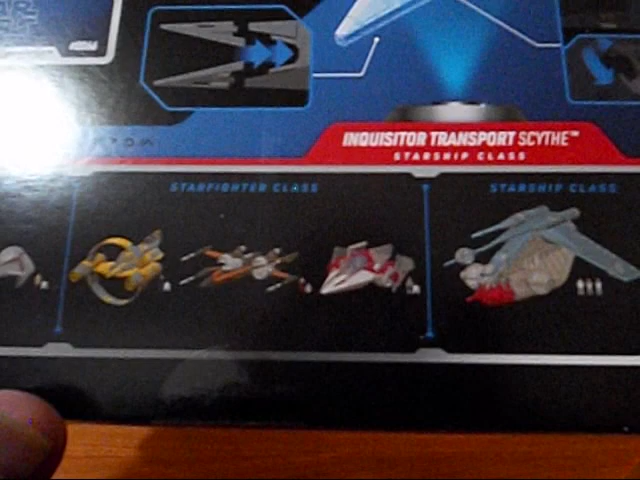 INQUISITOR TRANSPORT SCYTHE™
STARSHIP CLASS
STARFIGHTER CLASS
STARSHIP CLASS